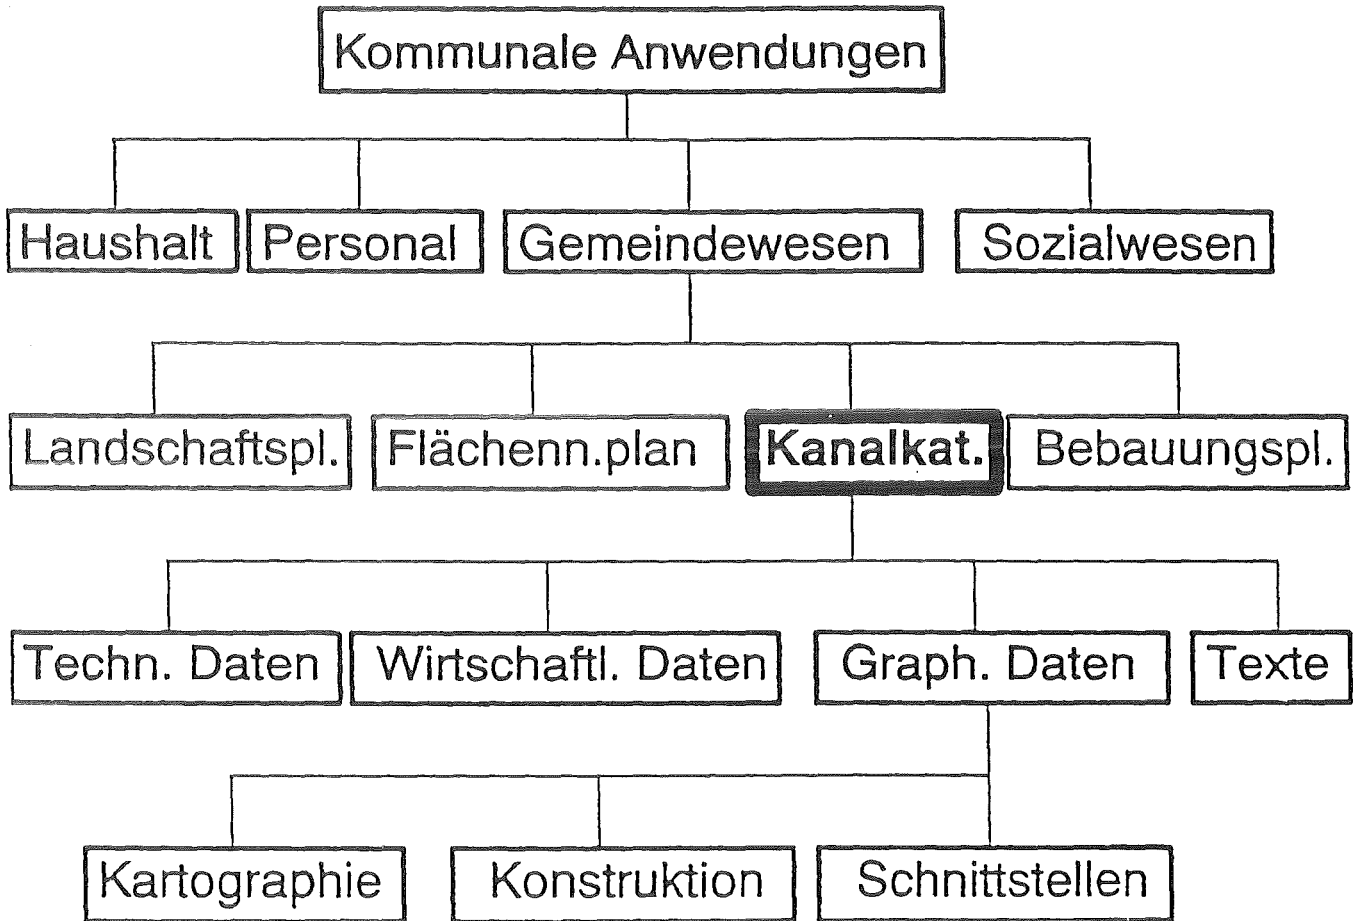 Kommunale Anwendungen
Haushalt
Personal
Gemeindewesen
Sozialwesen
Landschaftspl.
Flächenn.plan
Kanalkat.
Bebauungspl.
Techn. Daten
Wirtschaftl. Daten
Graph. Daten
Texte
Kartographie
Konstruktion
Schnittstellen